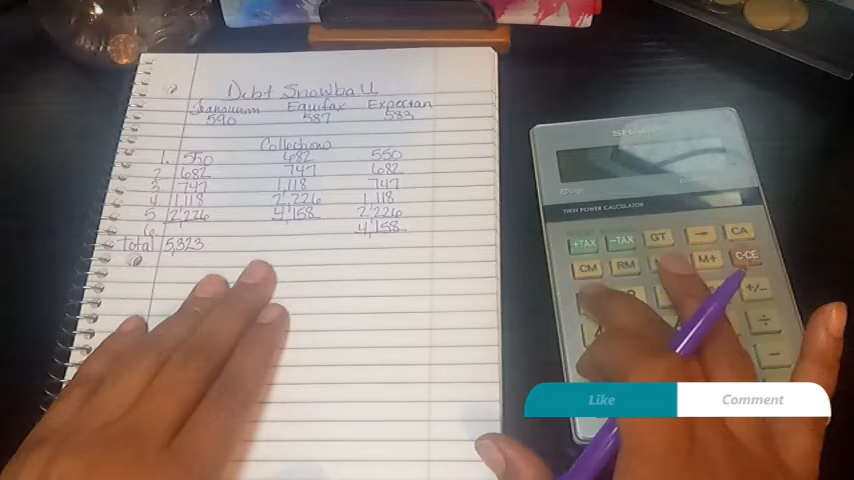 Debt Snowball
Transunion Equifax Experian
590 587 583
Collections
1. 550 682 550
2 682 747 682
3 747 1,118 747
4 1,118 2,226 1,118
5 2,226 4,158 2,226
6 4,158
Total 5,323
SHARP
TWIN POWER CALCULATOR
+TAX -TAX GT → CA
CM RM M+ C·CE
+/-
÷
−
Like Comment